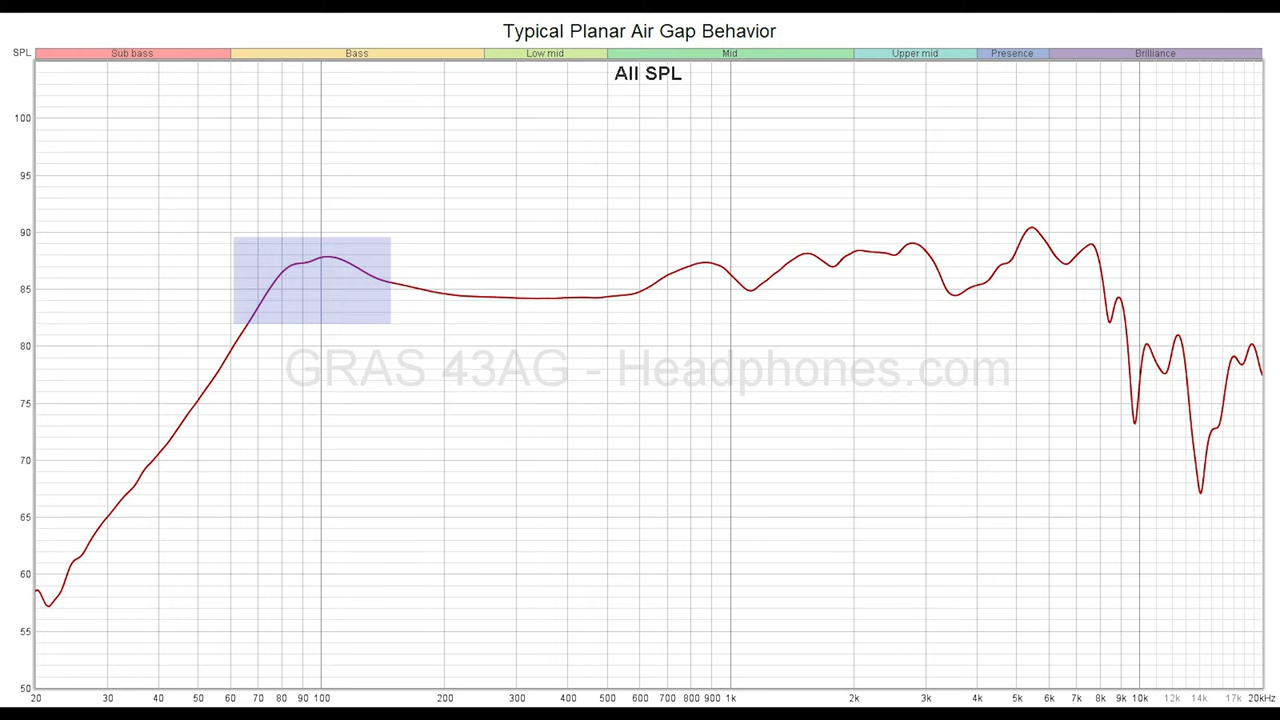 Typical Planar Air Gap Behavior
SPL Sub bass Bass Low mid Mid Upper mid Presence Brilliance
All SPL
100
95
90
85
80
75
70
65
60
55
50
GRAS 43AG - Headphones.com
20 30 40 50 60 70 80 90 100 200 300 400 500 600 700 800 900 1k 2k 3k 4k 5k 6k 7k 8k 9k 10k 12k 14k 17k 20kHz